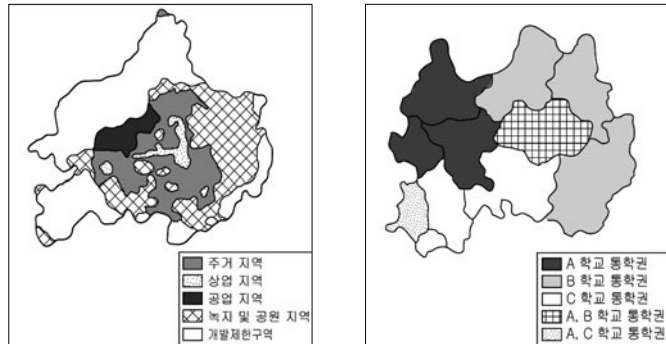 주거 지역
상업 지역
공업 지역
녹지 및 공원 지역
개발제한구역
A 학교 통학권
B 학교 통학권
C 학교 통학권
A, B 학교 통학권
A, C 학교 통학권